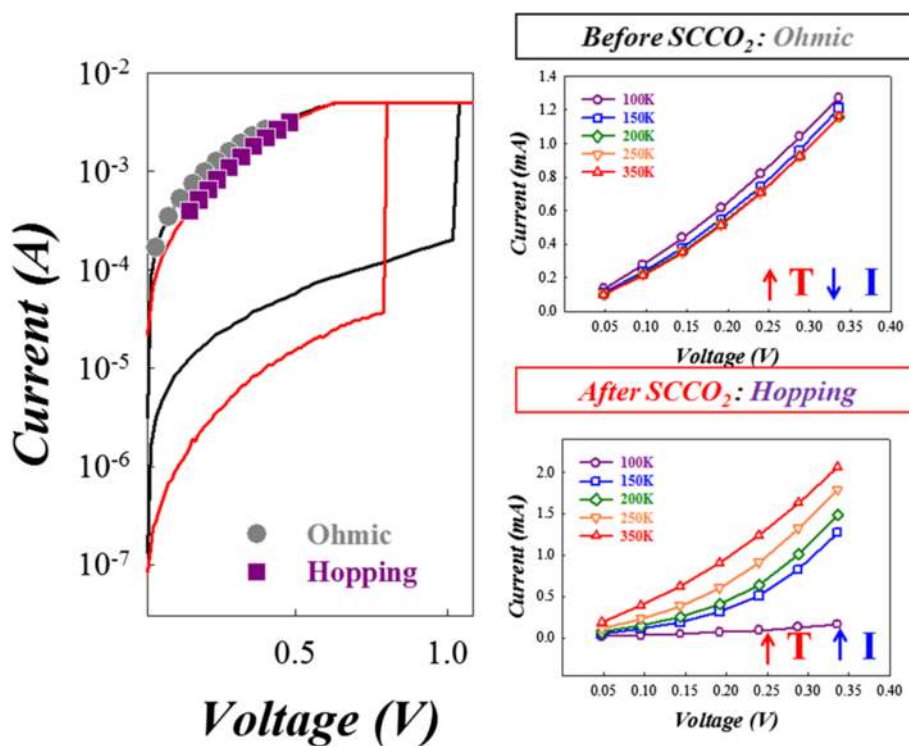 10⁻²
10⁻³
10⁻⁴
10⁻⁵
10⁻⁶
10⁻⁷
Current (A)
Ohmic
Hopping
0.5
1.0
Voltage (V)
Before SCCO₂: Ohmic
1.4
1.2
1.0
0.8
0.6
0.4
0.2
0.0
Current (mA)
100K
150K
200K
250K
350K
↑ T ↓ I
0.05 0.10 0.15 0.20 0.25 0.30 0.35 0.40
Voltage (V)
After SCCO₂: Hopping
2.0
1.5
1.0
0.5
0.0
Current (mA)
100K
150K
200K
250K
350K
↑ T ↑ I
0.05 0.10 0.15 0.20 0.25 0.30 0.35 0.40
Voltage (V)